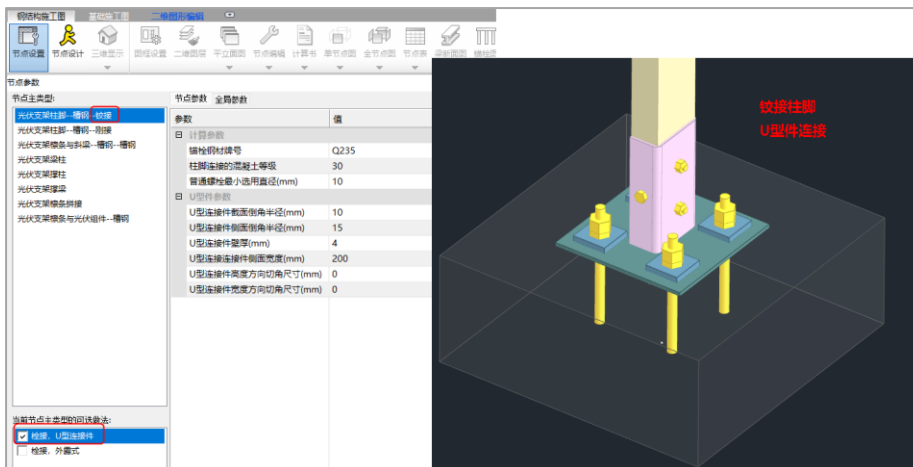 钢结构施工图 基础施工图 二维图形编辑
节点设置 节点设计 三维显示 图框设置 二维图层 平立面图 节点编辑 计算书 单节点图 全节点图 节点表 梁断面图 锚栓图
节点参数
节点主类型:
光伏支架柱脚--槽钢--铰接
光伏支架柱脚--槽钢--刚接
光伏支架檩条与斜梁--槽钢--槽钢
光伏支架梁柱
光伏支架撑柱
光伏支架撑梁
光伏支架檩条拼接
光伏支架檩条与光伏组件--槽钢
当前节点主类型的可选做法:
栓接，U型连接件
栓接，外露式
节点参数 全局参数
参数 值
计算参数
锚栓钢材牌号 Q235
柱脚连接的混凝土等级 30
普通螺栓最小选用直径(mm) 10
U型件参数
U型连接件截面倒角半径(mm) 10
U型连接件侧面倒角半径(mm) 15
U型连接件壁厚(mm) 4
U型连接连接件侧面宽度(mm) 200
U型连接件高度方向切角尺寸(mm) 0
U型连接件宽度方向切角尺寸(mm) 0
铰接柱脚
U型件连接